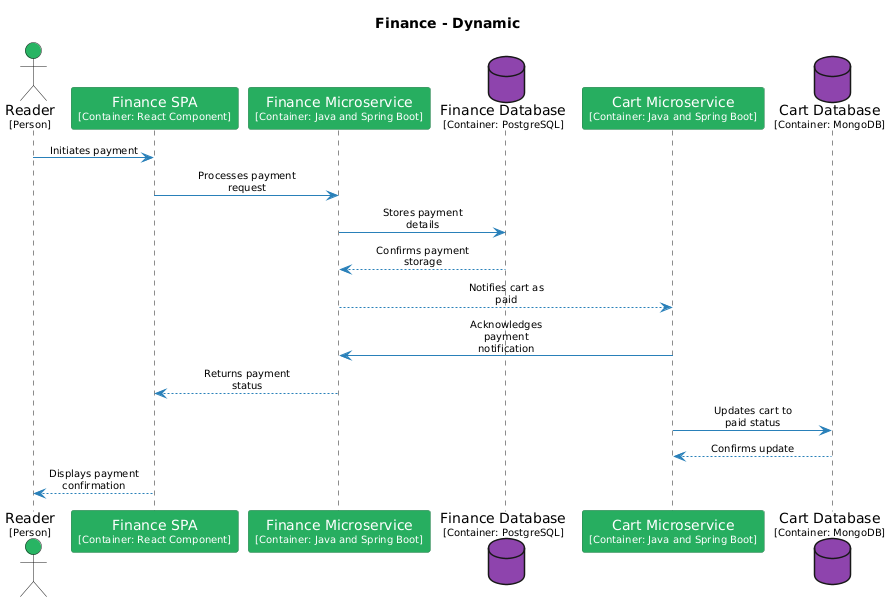 Finance - Dynamic
Reader
[Person]
Finance SPA
[Container: React Component]
Finance Microservice
[Container: Java and Spring Boot]
Finance Database
[Container: PostgreSQL]
Cart Microservice
[Container: Java and Spring Boot]
Cart Database
[Container: MongoDB]
Initiates payment
Processes payment
request
Stores payment
details
Confirms payment
storage
Notifies cart as
paid
Acknowledges
payment
notification
Returns payment
status
Updates cart to
paid status
Confirms update
Displays payment
confirmation
Reader
[Person]
Finance SPA
[Container: React Component]
Finance Microservice
[Container: Java and Spring Boot]
Finance Database
[Container: PostgreSQL]
Cart Microservice
[Container: Java and Spring Boot]
Cart Database
[Container: MongoDB]